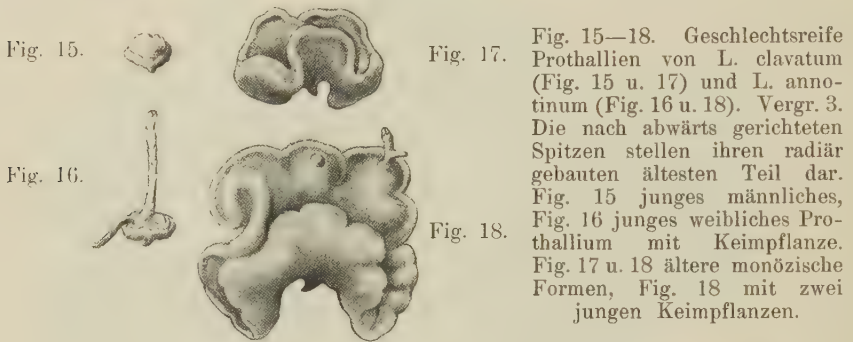 Fig. 15.
Fig. 17.
Fig. 16.
Fig. 18.
Fig. 15—18. Geschlechtsreife
Prothallien von L. clavatum
(Fig. 15 u. 17) und L. anno-
tinum (Fig. 16 u. 18). Vergr. 3.
Die nach abwärts gerichteten
Spitzen stellen ihren radiär
gebauten ältesten Teil dar.
Fig. 15 junges männliches,
Fig. 16 junges weibliches Pro-
thallium mit Keimpflanze.
Fig. 17 u. 18 ältere monözische
Formen, Fig. 18 mit zwei
jungen Keimpflanzen.